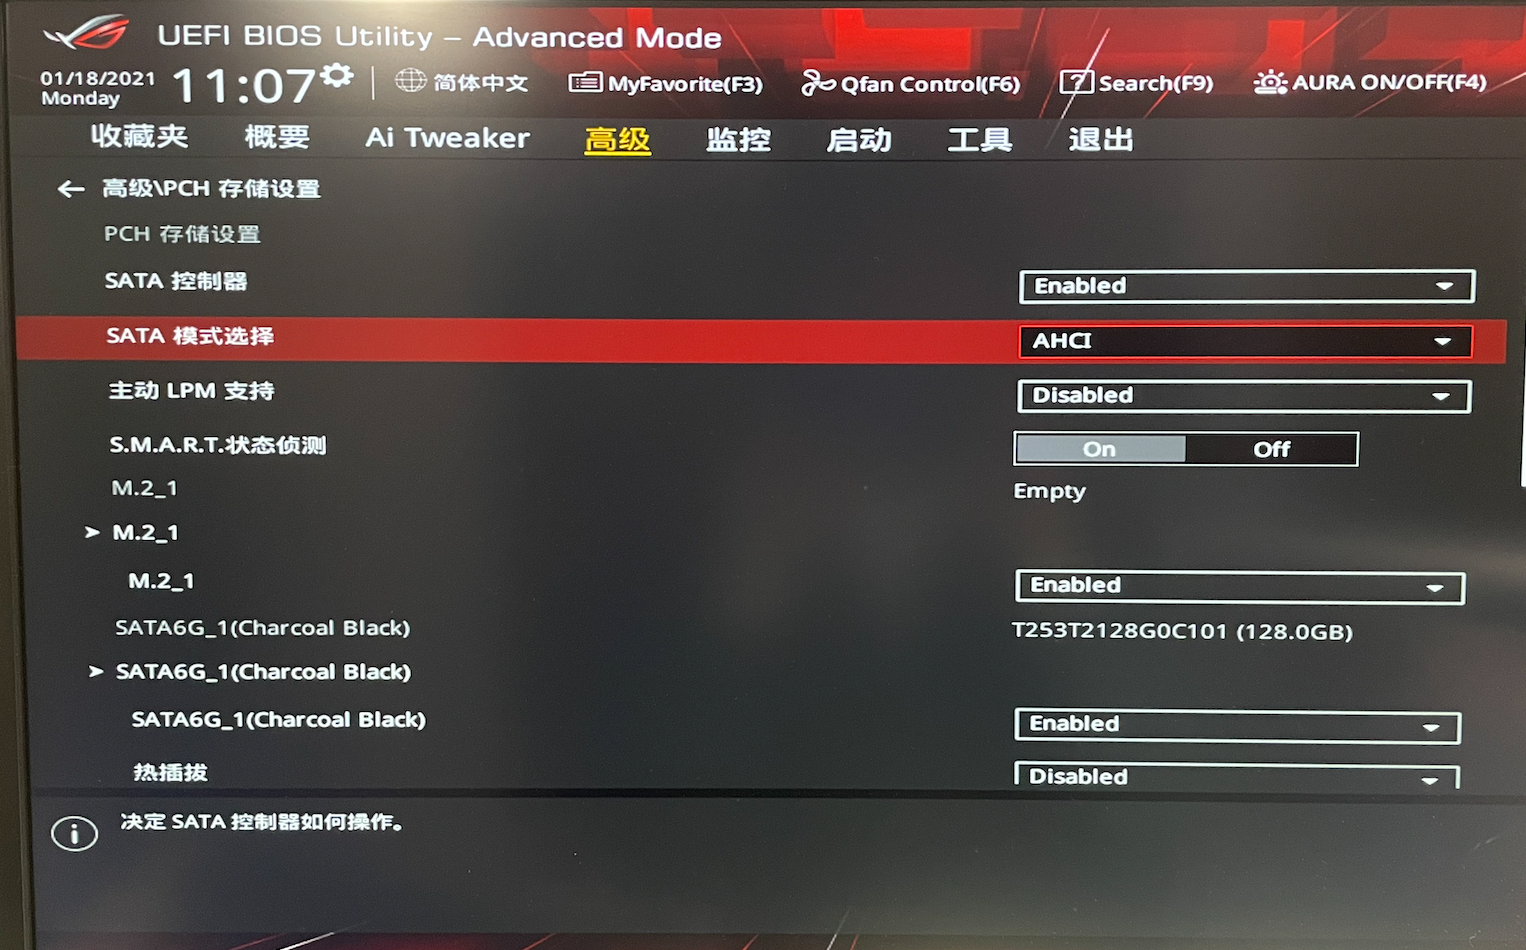 UEFI BIOS Utility – Advanced Mode
01/18/2021
Monday
11:07
简体中文
MyFavorite(F3)
Qfan Control(F6)
? Search(F9)
AURA ON/OFF(F4)
收藏夹 概要 Ai Tweaker 高级 监控 启动 工具 退出
← 高级\PCH 存储设置
PCH 存储设置
SATA 控制器 Enabled
SATA 模式选择 AHCI
主动 LPM 支持 Disabled
S.M.A.R.T.状态侦测 On Off
M.2_1 Empty
➤ M.2_1
M.2_1 Enabled
SATA6G_1(Charcoal Black) T253T2128G0C101 (128.0GB)
➤ SATA6G_1(Charcoal Black)
SATA6G_1(Charcoal Black) Enabled
热插拔 Disabled
i 决定 SATA 控制器如何操作。